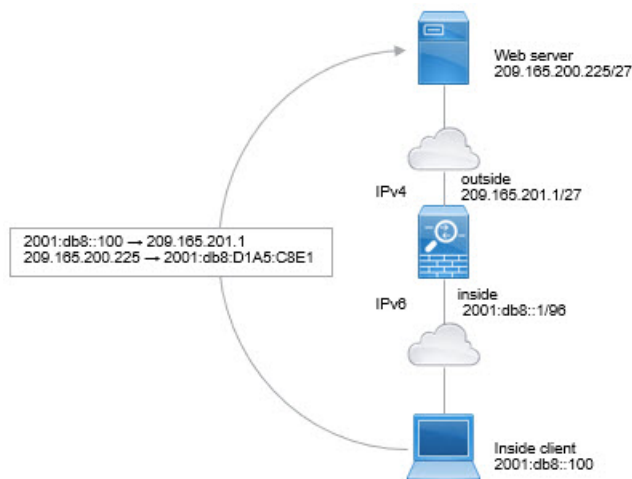 Web server
209.165.200.225/27
outside
209.165.201.1/27
IPv4
2001:db8::100 → 209.165.201.1
209.165.200.225 → 2001:db8:D1A5:C8E1
IPv6
inside
2001:db8::1/96
Inside client
2001:db8::100